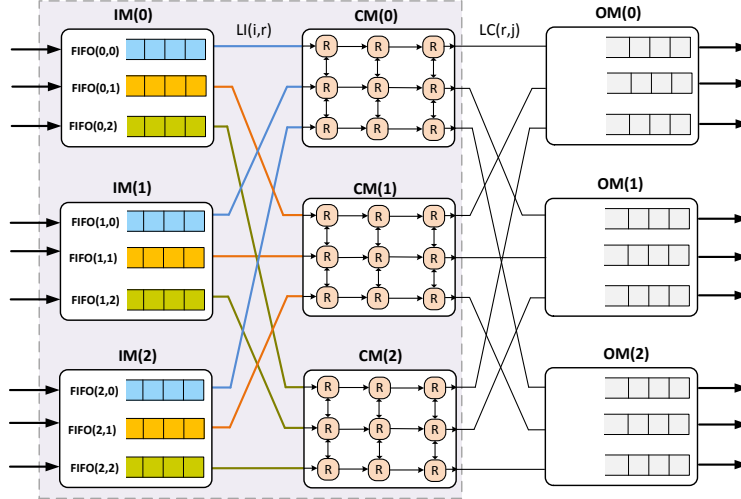 IM(0)
LI(i,r)
CM(0)
LC(r,j)
OM(0)
FIFO(0,0)
FIFO(0,1)
FIFO(0,2)
R R R
R R R
R R R
IM(1)
CM(1)
OM(1)
FIFO(1,0)
FIFO(1,1)
FIFO(1,2)
R R R
R R R
R R R
IM(2)
CM(2)
OM(2)
FIFO(2,0)
FIFO(2,1)
FIFO(2,2)
R R R
R R R
R R R